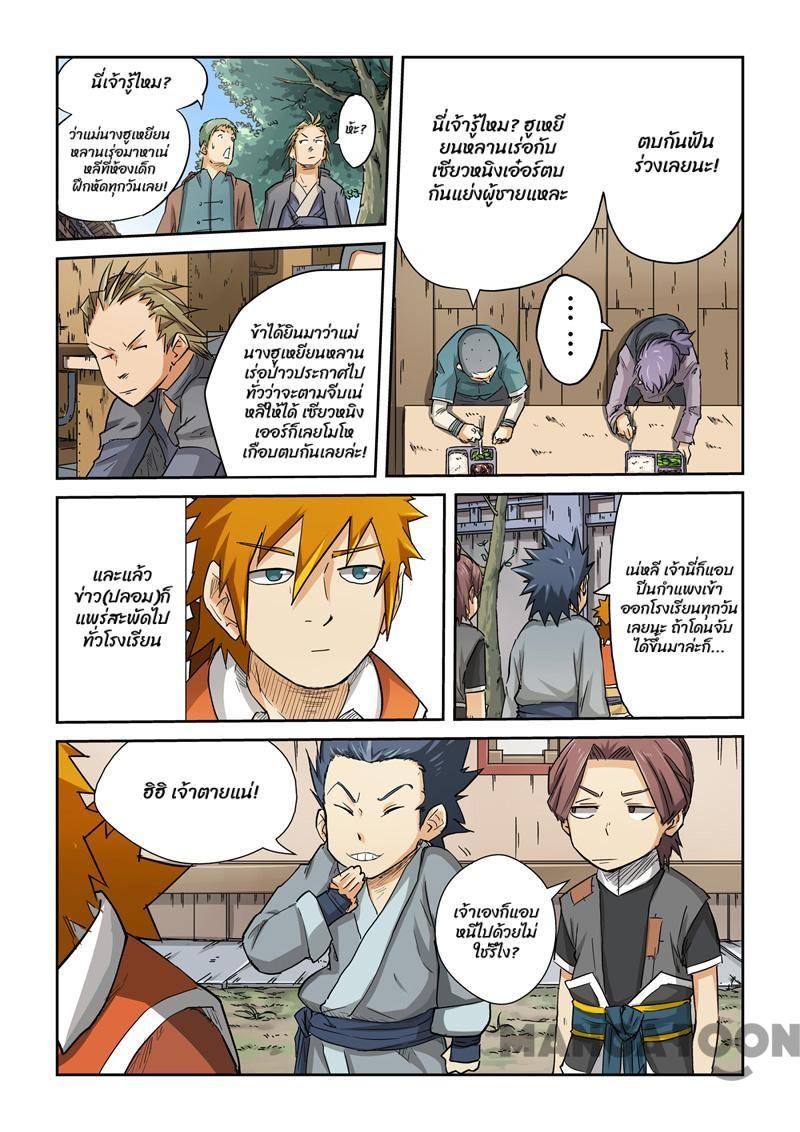 นี่เจ้ารู้ไหม?
ว่าแม่นางฮูเหยียน
หลานเร่อมาหาเน่
หลีที่ห้องเด็ก
ฝึกหัดทุกวันเลย!
ห้ะ?
นี่เจ้ารู้ไหม? ฮูเหยี
ยนหลานเร่อกับ
เซียวหนิงเอ๋อร์ตบ
กันแย่งผู้ชายแหละ
ตบกันฟัน
ร่วงเลยนะ!
ข้าได้ยินมาว่าแม่
นางฮูเหยียนหลาน
เร่อป่าวประกาศไป
ทั่วว่าจะตามจีบเน่
หลีให้ได้ เซียวหนิง
เออร์ก็เลยโมโห
เกือบตบกันเลยล่ะ!
......
และแล้ว
ข่าว(ปลอม)ก็
แพร่สะพัดไป
ทั่วโรงเรียน
เน่หลี เจ้านี่ก็แอบ
ปีนกำแพงเข้า
ออกโรงเรียนทุกวัน
เลยนะ ถ้าโดนจับ
ได้ขึ้นมาล่ะก็...
ฮิฮิ เจ้าตายแน่!
เจ้าเองก็แอบ
หนีไปด้วยไม่
ใช่รึไง?
MANGATOON